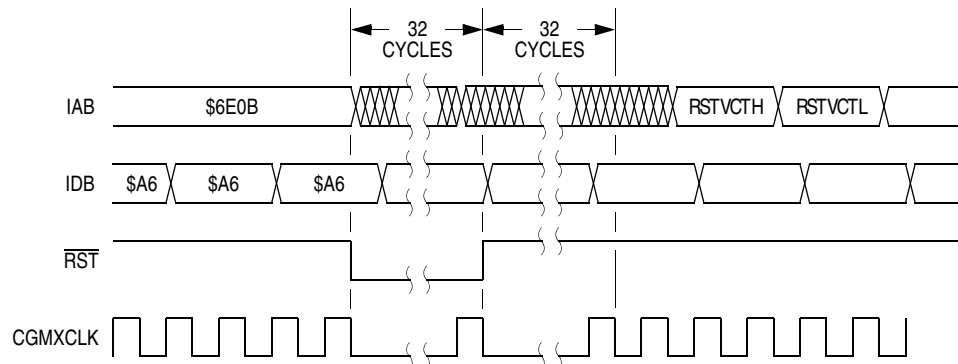 32
CYCLES
32
CYCLES
IAB
$6E0B
RSTVCTH
RSTVCTL
IDB
$A6
$A6
$A6
RST
CGMXCLK